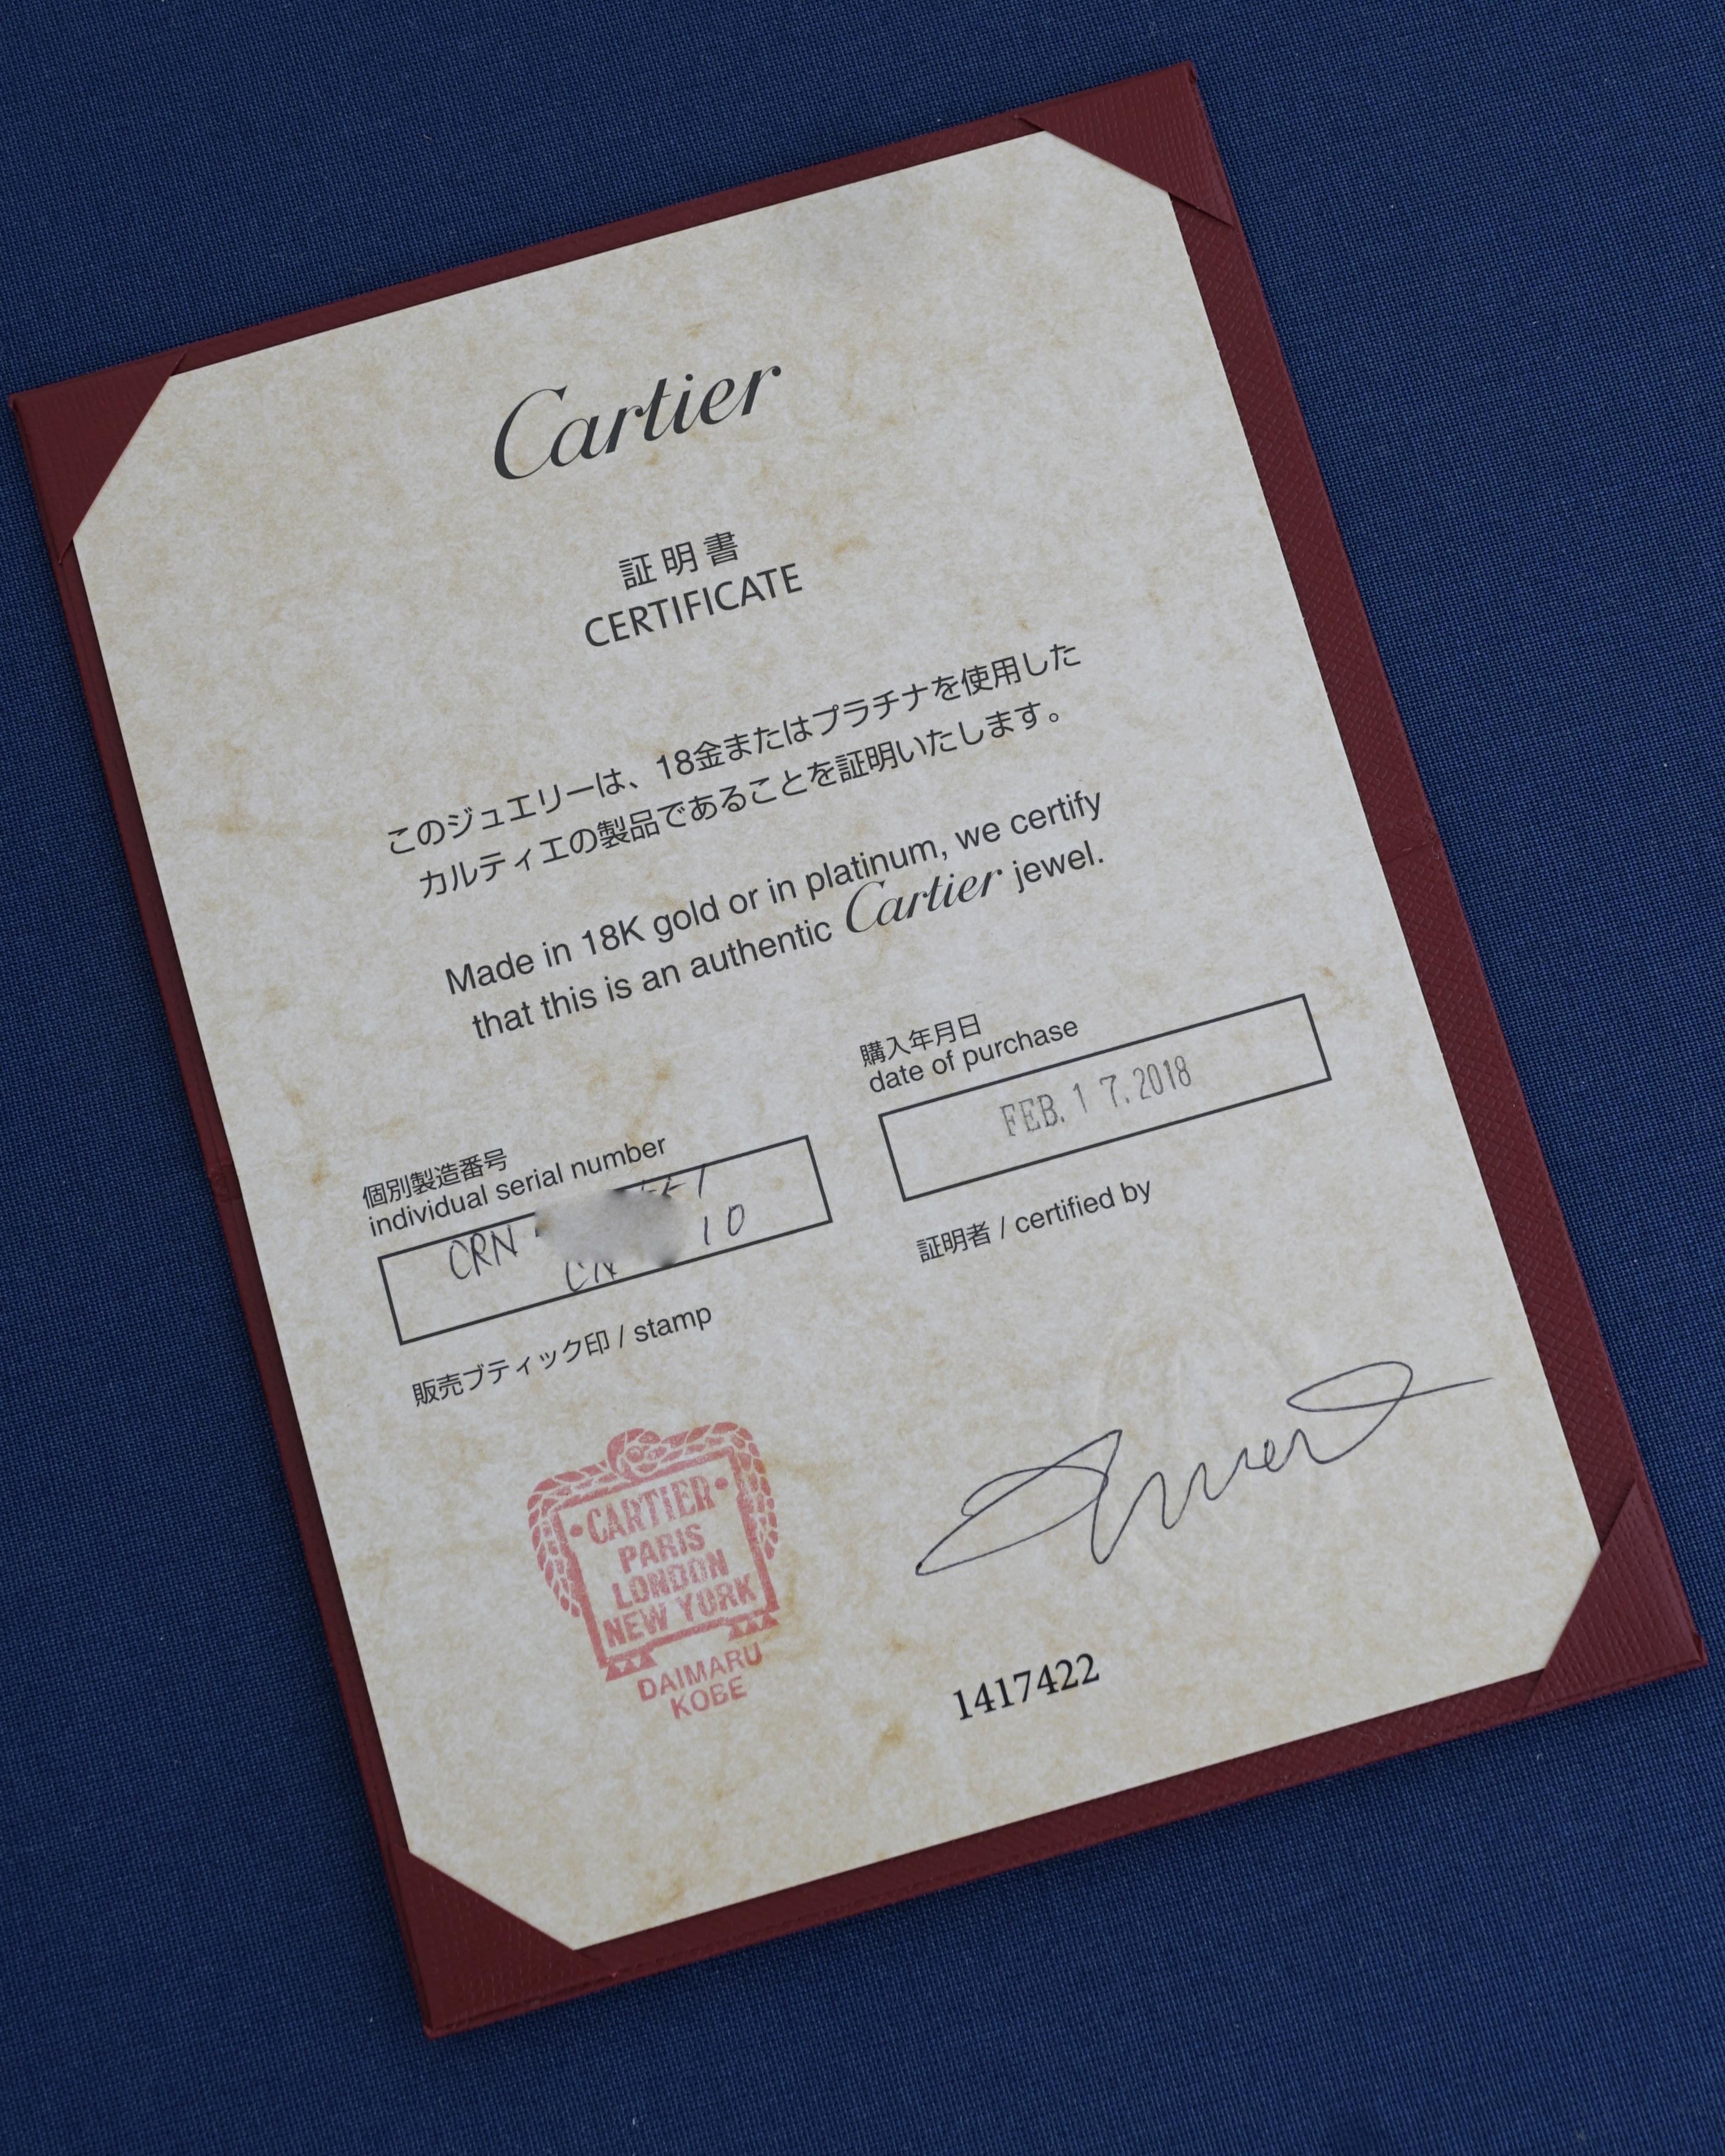 Cartier
証明書
CERTIFICATE
このジュエリーは、18金またはプラチナを使用した
カルティエの製品であることを証明いたします。
Made in 18K gold or in platinum, we certify
that this is an authentic Cartier jewel.
個別製造番号
individual serial number
CRN
10
購入年月日
date of purchase
FEB. 17. 2018
販売ブティック印 / stamp
証明者 / certified by
CARTIER
PARIS
LONDON
NEW YORK
DAIMARU
KOBE
1417422